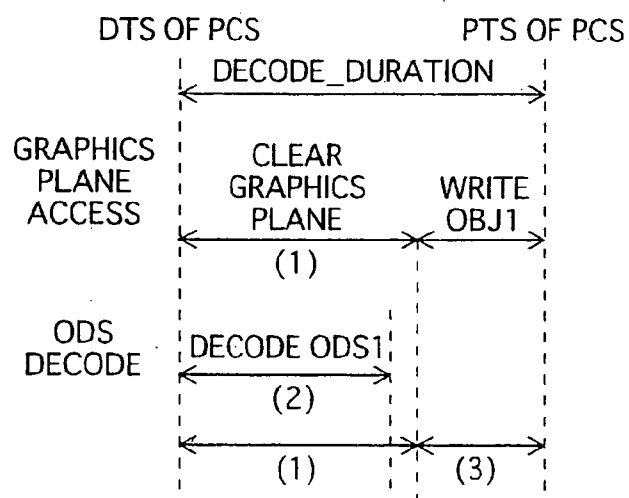 DTS OF PCS PTS OF PCS
DECODE_DURATION
GRAPHICS
PLANE
ACCESS
CLEAR
GRAPHICS
PLANE
WRITE
OBJ1
(1)
ODS
DECODE
DECODE ODS1
(2)
(1) (3)